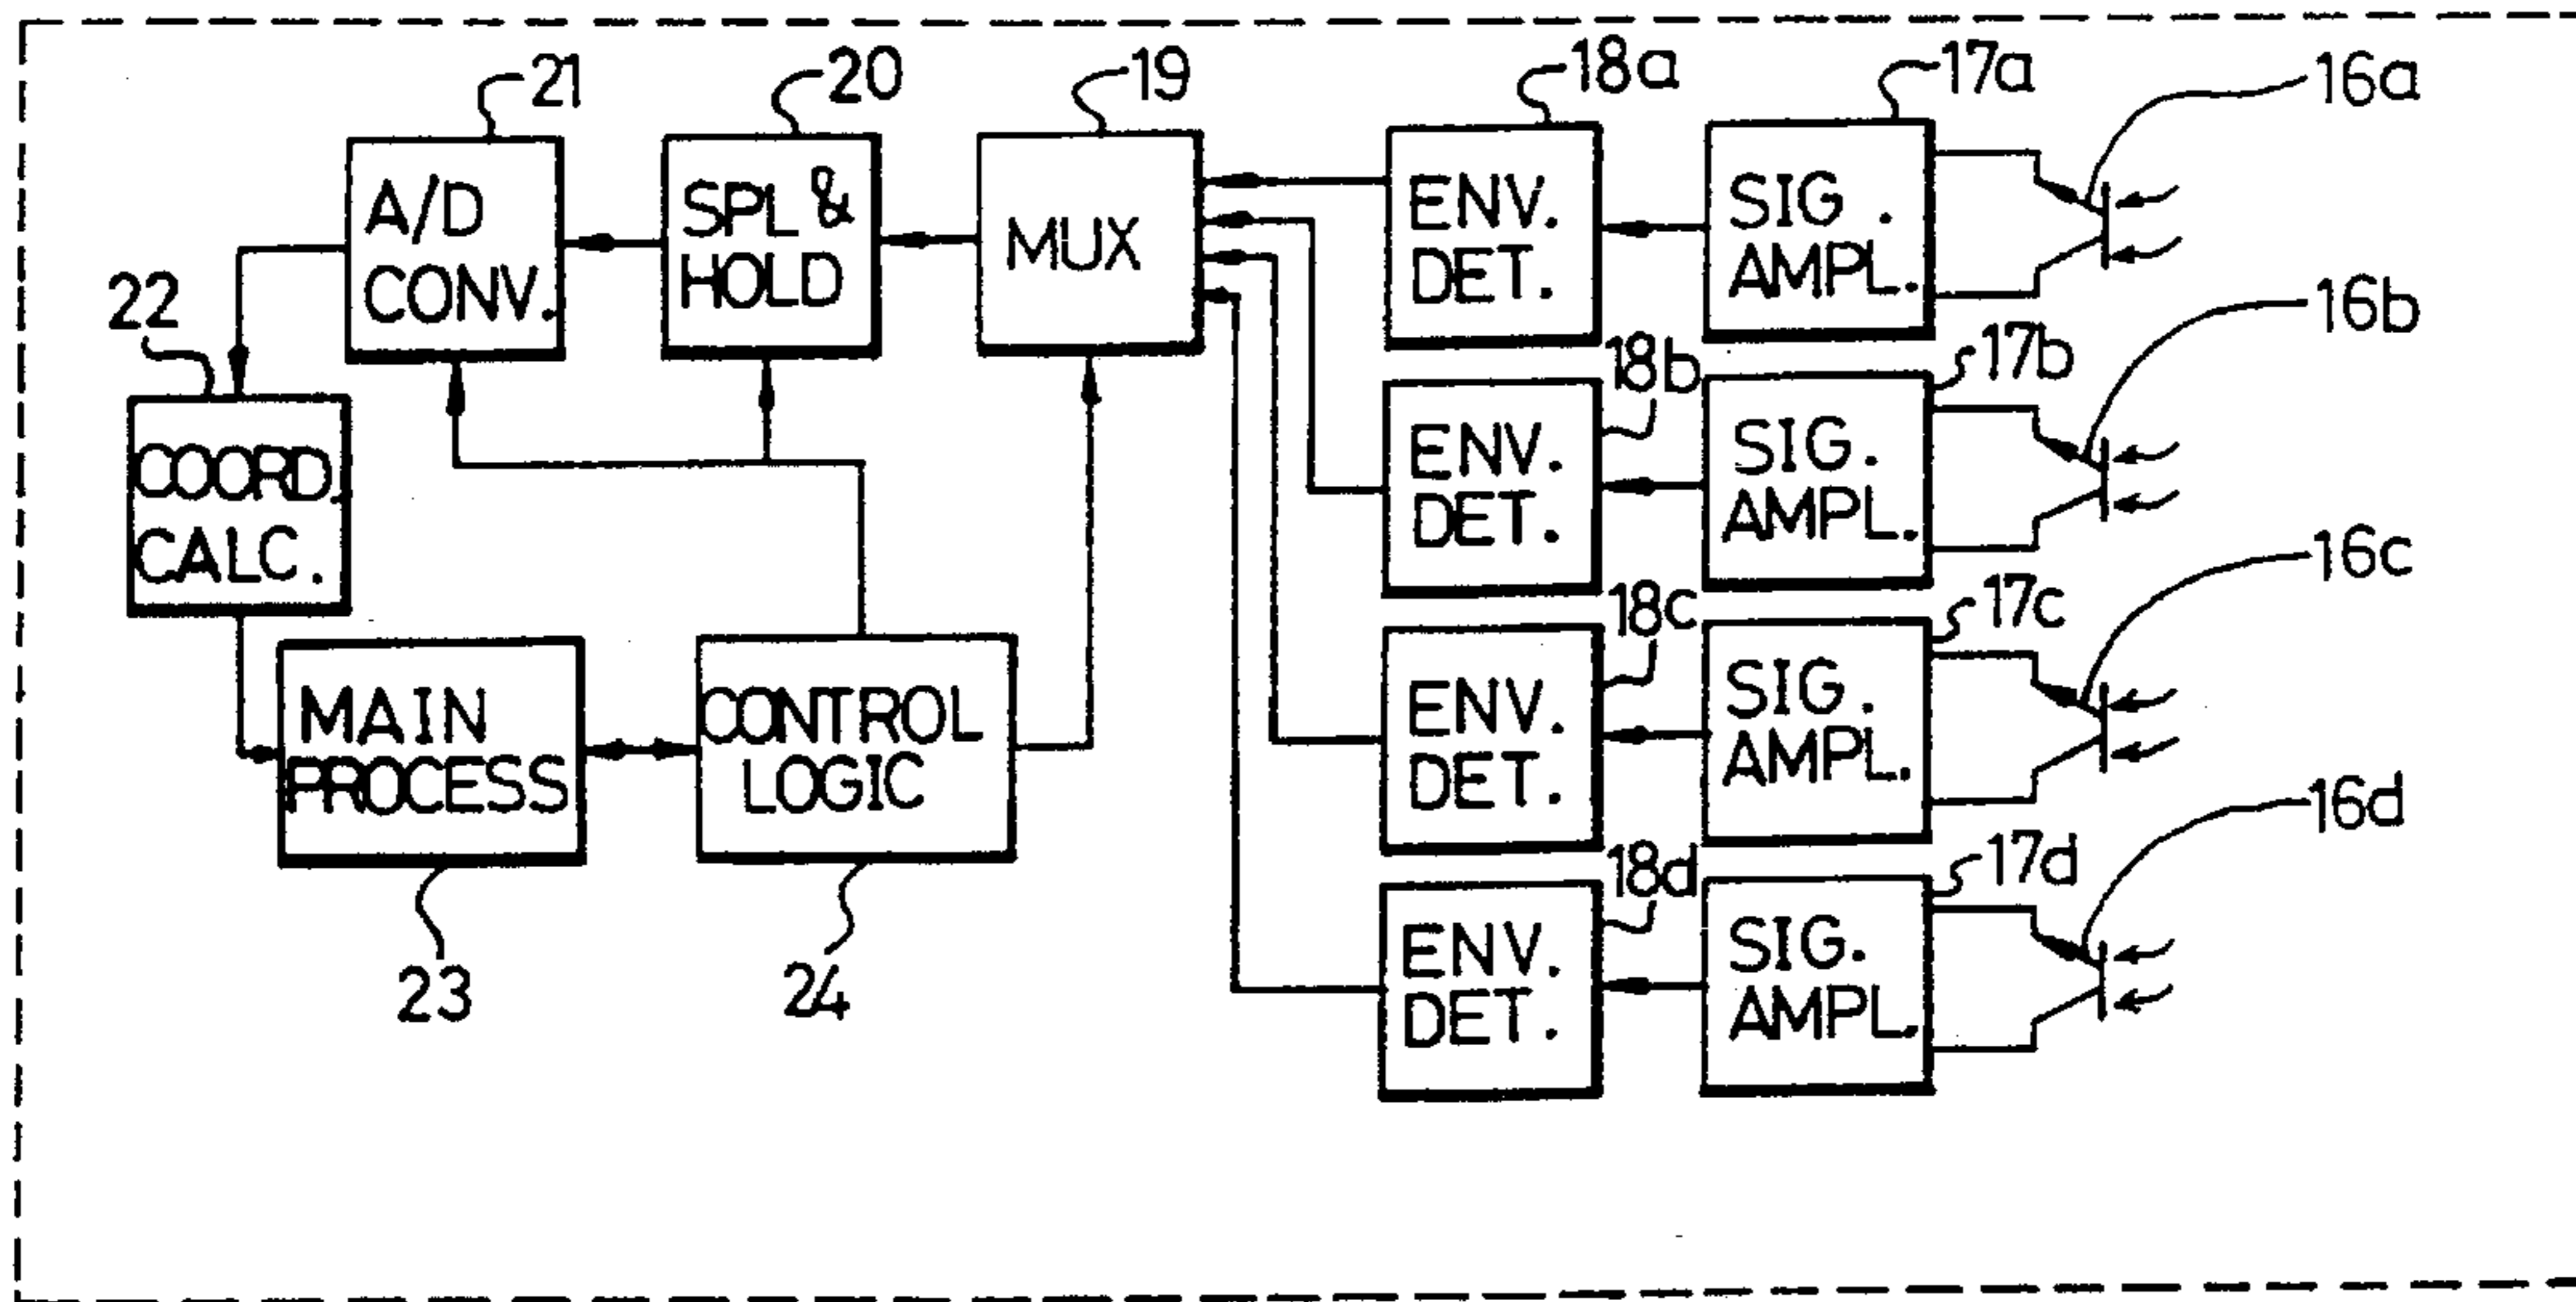 21
20
19
18a
17a
16a
A/D
CONV.
SPL &
HOLD
MUX
ENV.
DET.
SIG.
AMPL.
22
16b
18b
17b
COORD.
CALC.
ENV.
DET.
SIG.
AMPL.
16c
18c
17c
MAIN
PROCESS
CONTROL
LOGIC
ENV.
DET.
SIG.
AMPL.
16d
18d
17d
23
24
ENV.
DET.
SIG.
AMPL.